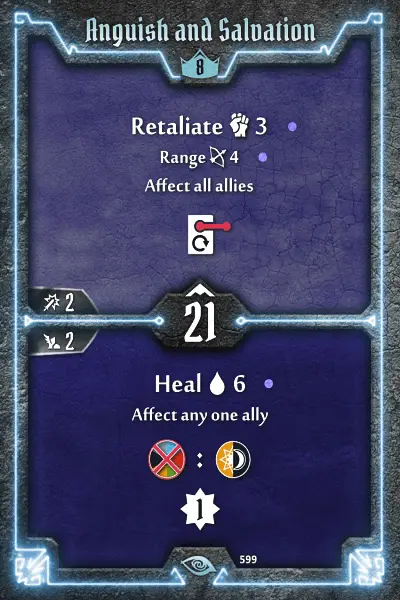 Anguish and Salvation
8
Retaliate 3
Range 4
Affect all allies
2
21
2
Heal 6
Affect any one ally
:
1
599